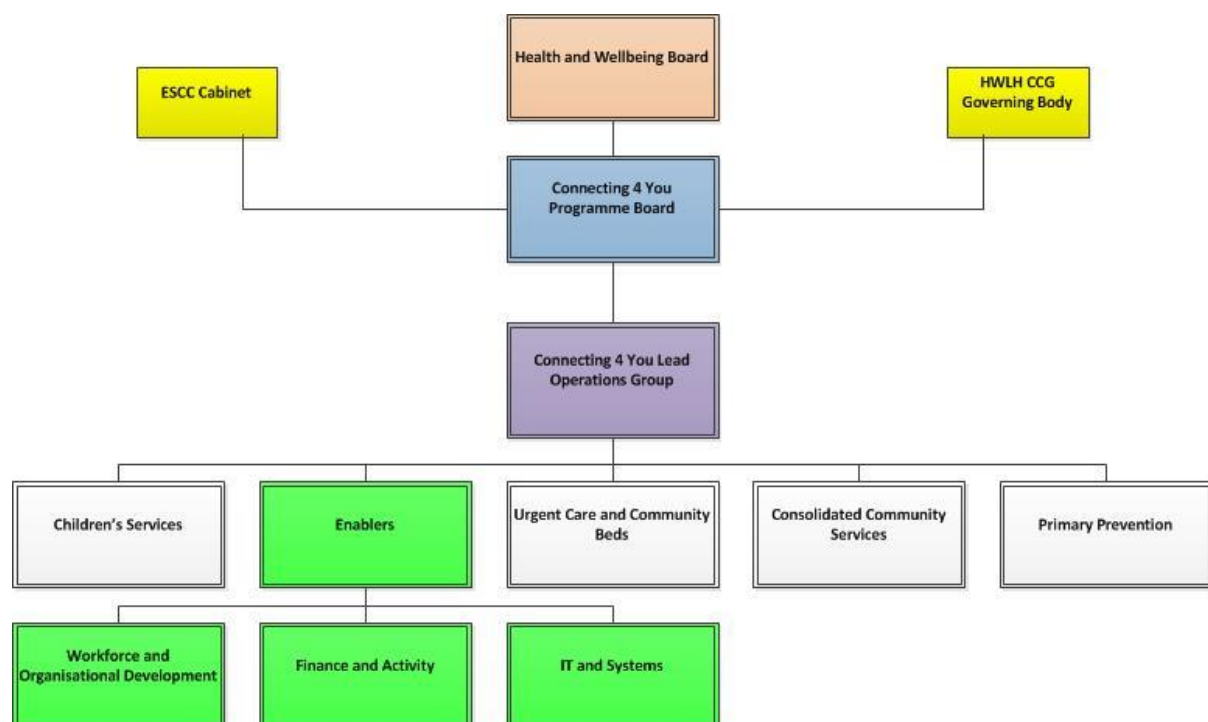 Health and Wellbeing Board
ESCC Cabinet
HWLH CCG
Governing Body
Connecting 4 You
Programme Board
Connecting 4 You Lead
Operations Group
Children's Services
Enablers
Urgent Care and Community
Beds
Consolidated Community
Services
Primary Prevention
Workforce and
Organisational Development
Finance and Activity
IT and Systems